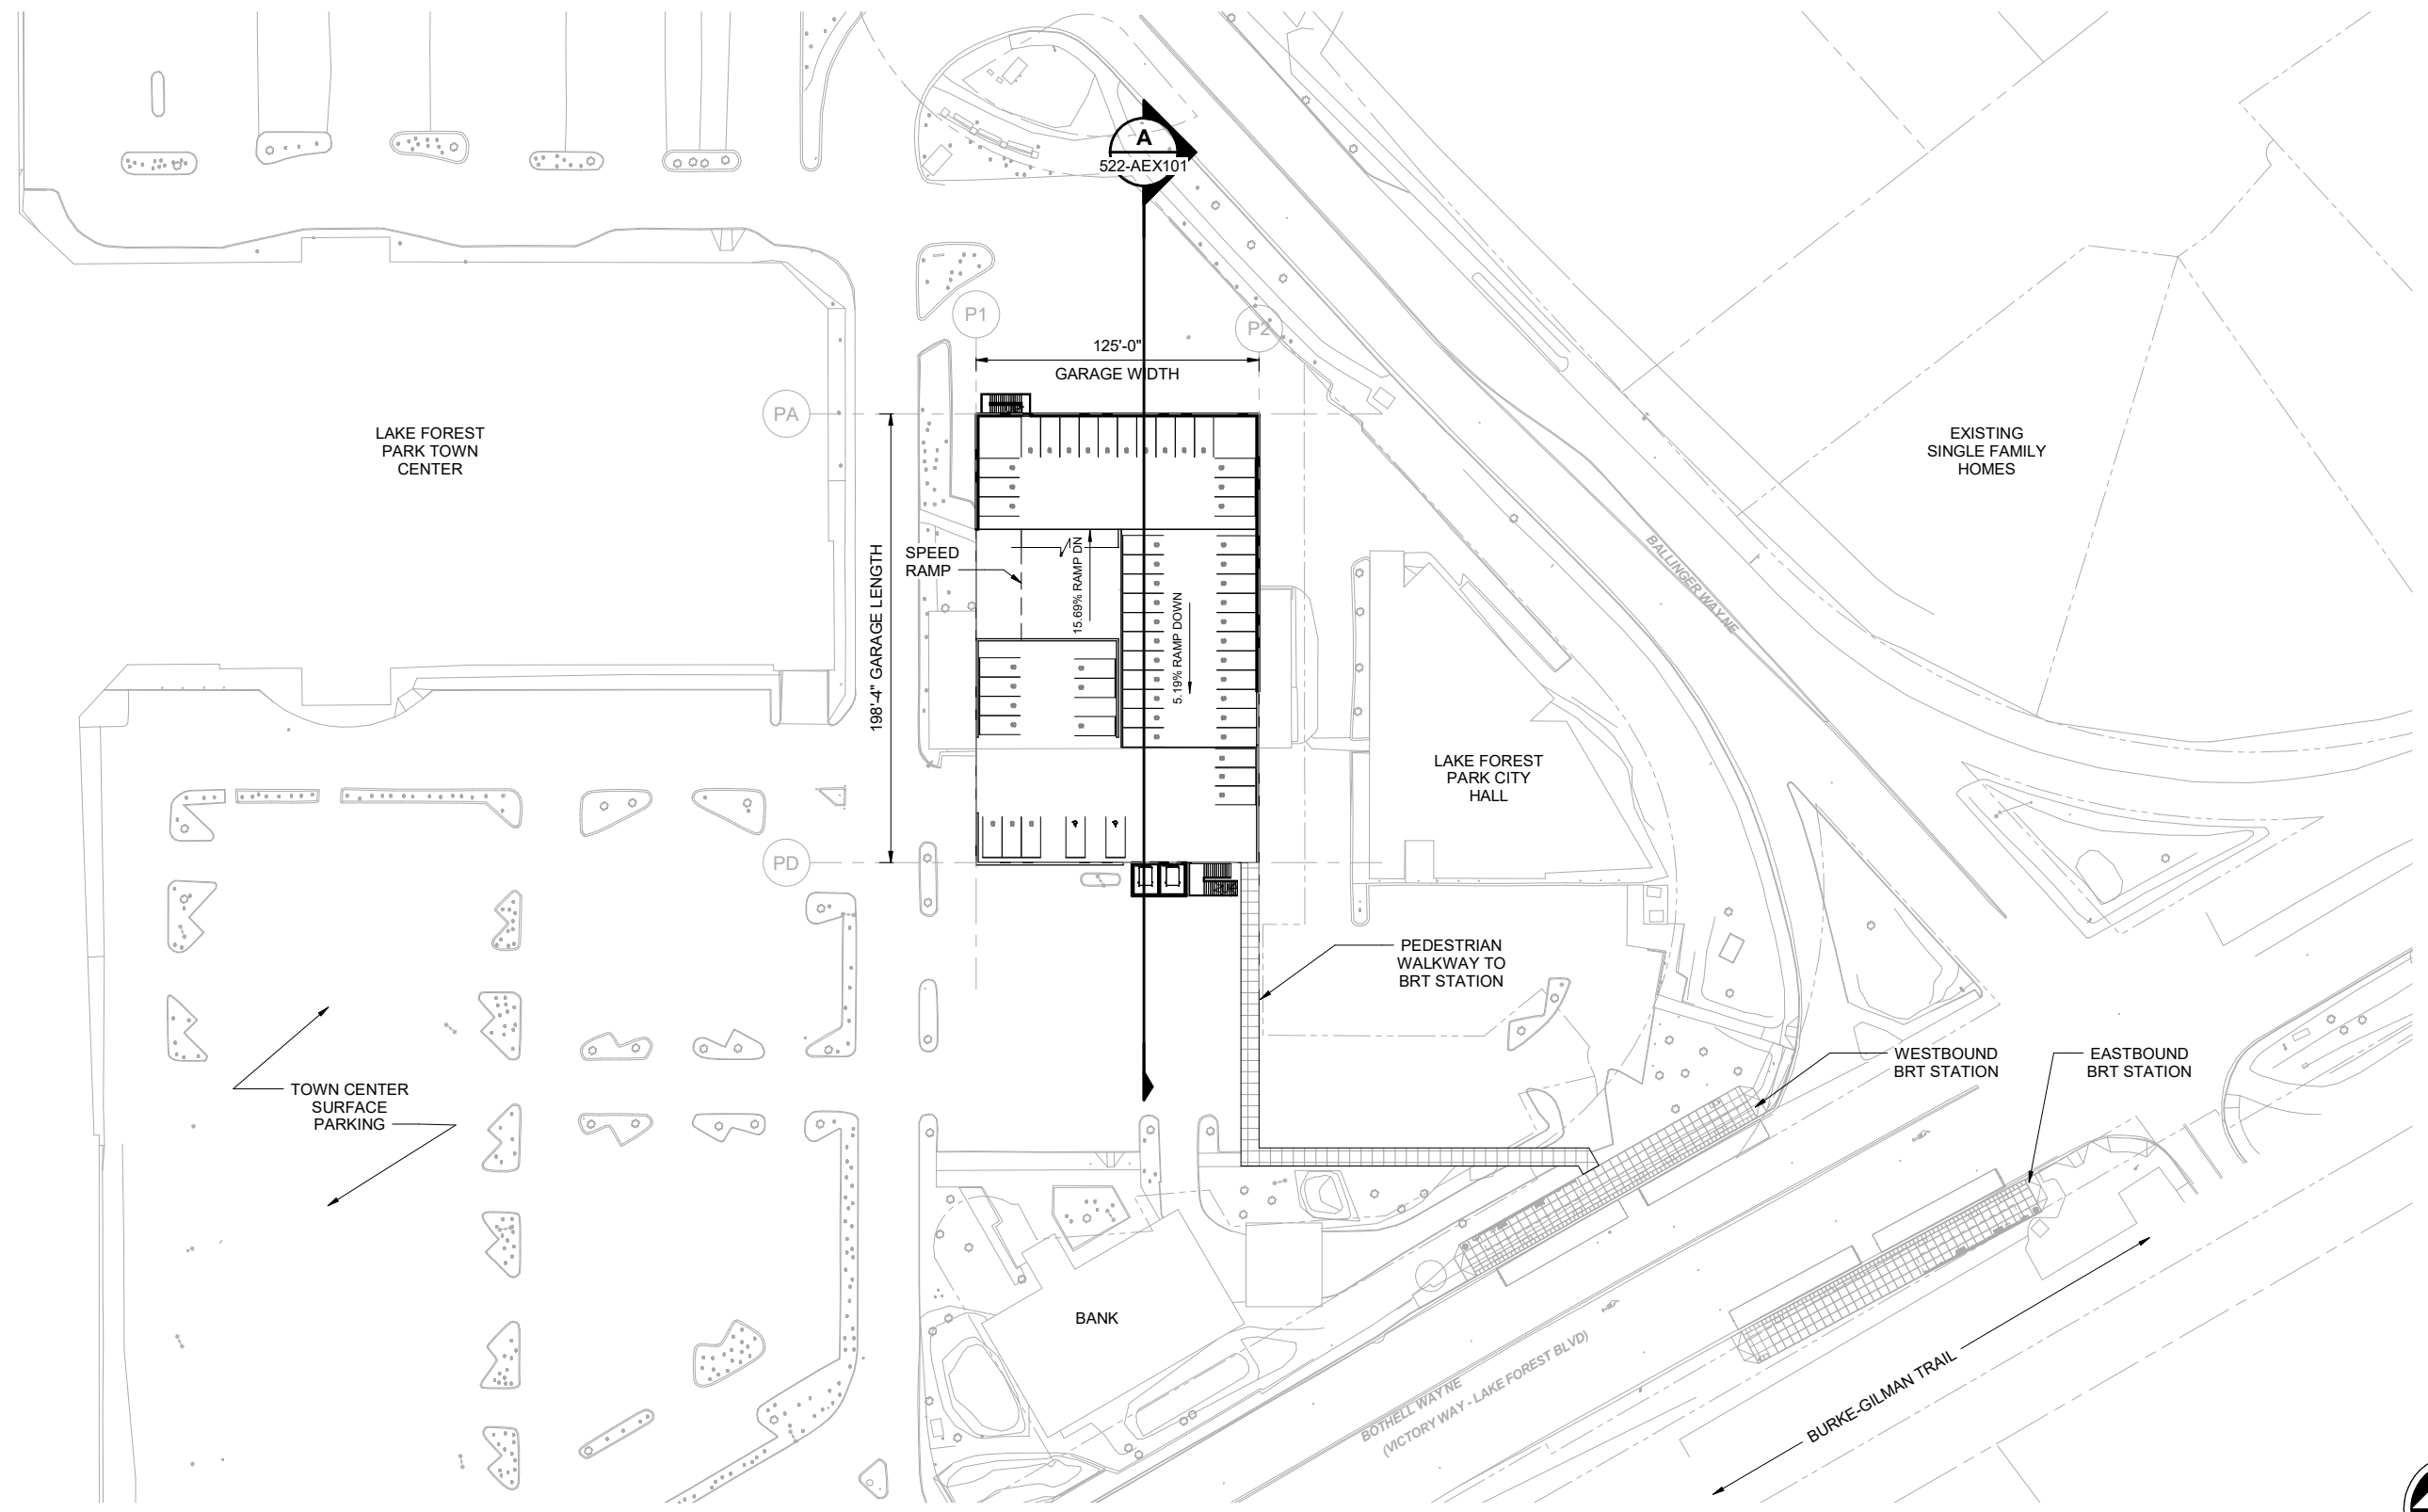 A
522-AEX101
P1
P2
125'-0"
GARAGE WIDTH
PA
LAKE FOREST
PARK TOWN
CENTER
EXISTING
SINGLE FAMILY
HOMES
198'-4" GARAGE LENGTH
SPEED
RAMP
15.69% RAMP DN
5.19% RAMP DOWN
BALLINGER WAY NE
LAKE FOREST
PARK CITY
HALL
PD
PEDESTRIAN
WALKWAY TO
BRT STATION
WESTBOUND
BRT STATION
EASTBOUND
BRT STATION
TOWN CENTER
SURFACE
PARKING
BANK
BOTHELL WAY NE
(VICTORY WAY - LAKE FOREST BLVD)
BURKE-GILMAN TRAIL